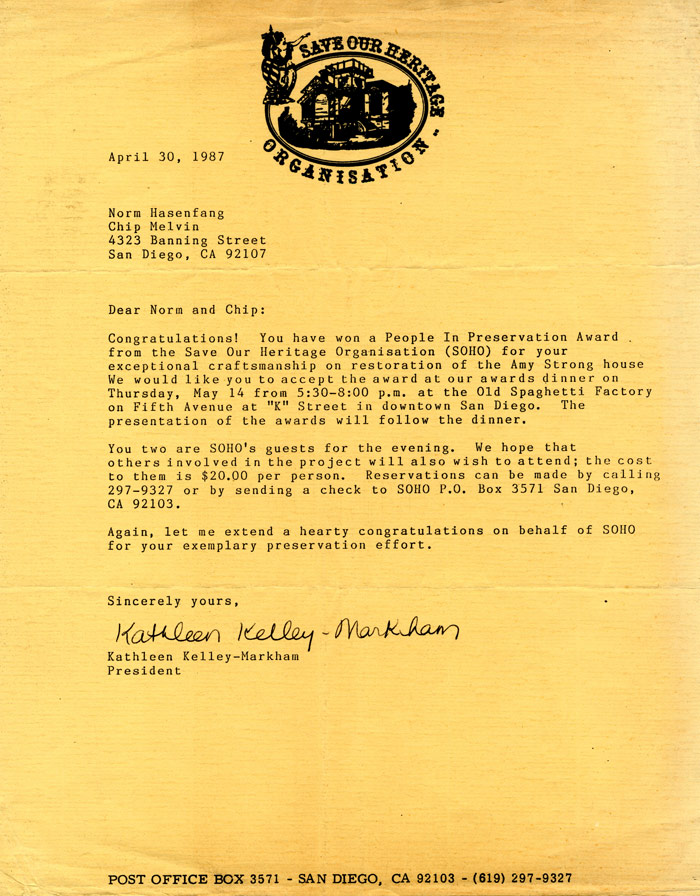 SAVE OUR HERITAGE
ORGANISATION
April 30, 1987
Norm Hasenfang
Chip Melvin
4323 Banning Street
San Diego, CA 92107
Dear Norm and Chip:
Congratulations!  You have won a People In Preservation Award
from the Save Our Heritage Organisation (SOHO) for your
exceptional craftsmanship on restoration of the Amy Strong house
We would like you to accept the award at our awards dinner on
Thursday, May 14 from 5:30-8:00 p.m. at the Old Spaghetti Factory
on Fifth Avenue at "K" Street in downtown San Diego.  The
presentation of the awards will follow the dinner.
You two are SOHO's guests for the evening.  We hope that
others involved in the project will also wish to attend; the cost
to them is $20.00 per person.  Reservations can be made by calling
297-9327 or by sending a check to SOHO P.O. Box 3571 San Diego,
CA 92103.
Again, let me extend a hearty congratulations on behalf of SOHO
for your exemplary preservation effort.
Sincerely yours,
Kathleen Kelley-Markham
Kathleen Kelley-Markham
President
POST OFFICE BOX 3571 - SAN DIEGO, CA 92103 - (619) 297-9327